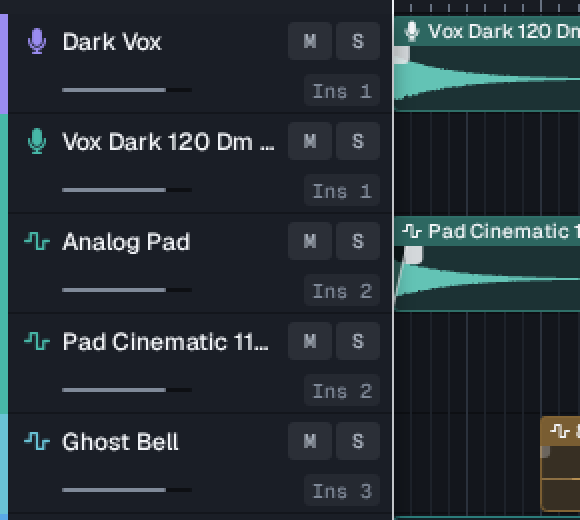 Dark Vox M S
Vox Dark 120 Dm
Ins 1
Vox Dark 120 Dm ... M S
Ins 1
Analog Pad M S
Pad Cinematic 1
Ins 2
Pad Cinematic 11... M S
Ins 2
Ghost Bell M S
Ins 3